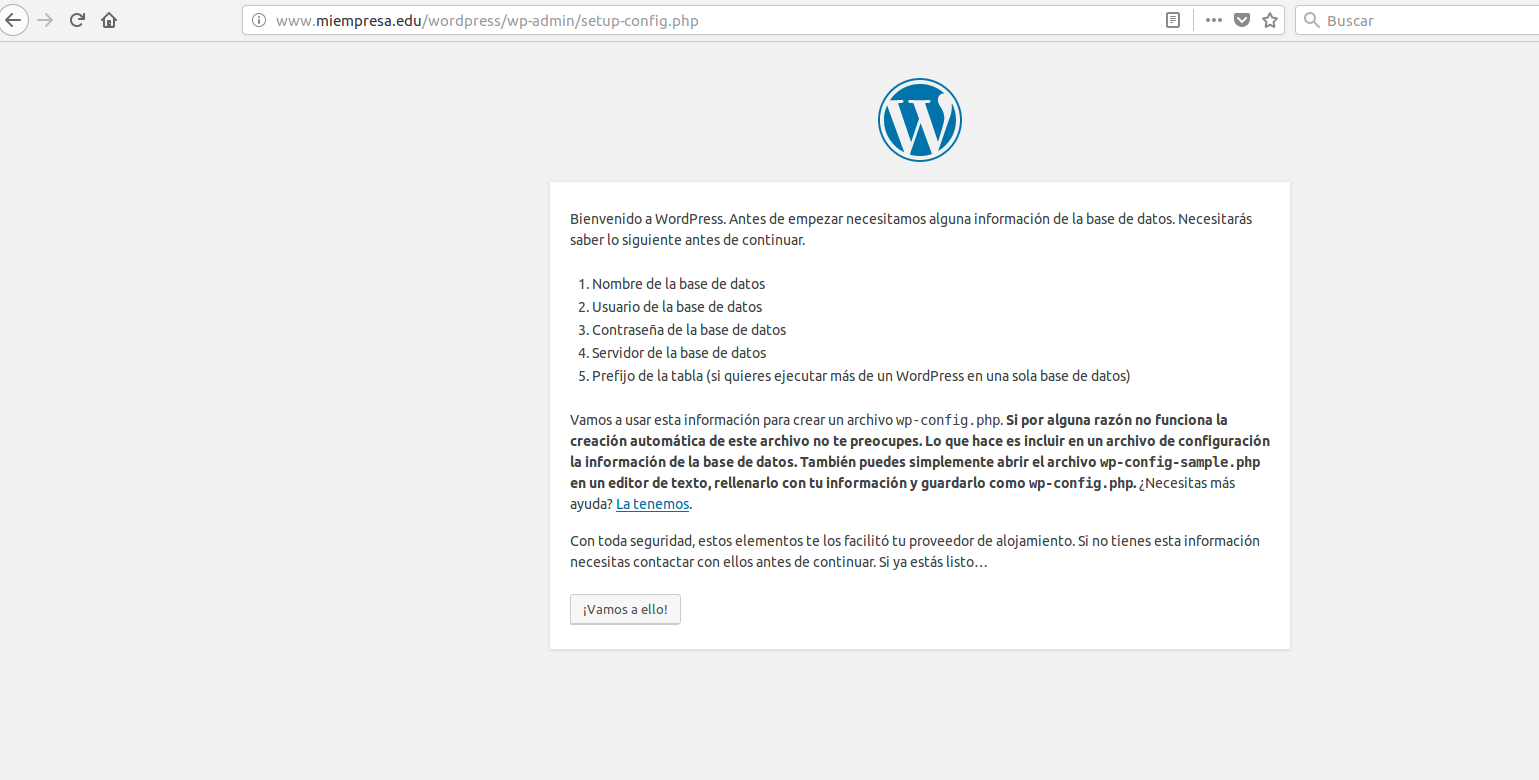 www.miempresa.edu/wordpress/wp-admin/setup-config.php
Buscar
Bienvenido a WordPress. Antes de empezar necesitamos alguna información de la base de datos. Necesitarás
saber lo siguiente antes de continuar.
1. Nombre de la base de datos
2. Usuario de la base de datos
3. Contraseña de la base de datos
4. Servidor de la base de datos
5. Prefijo de la tabla (si quieres ejecutar más de un WordPress en una sola base de datos)
Vamos a usar esta información para crear un archivo wp-config.php. Si por alguna razón no funciona la
creación automática de este archivo no te preocupes. Lo que hace es incluir en un archivo de configuración
la información de la base de datos. También puedes simplemente abrir el archivo wp-config-sample.php
en un editor de texto, rellenarlo con tu información y guardarlo como wp-config.php. ¿Necesitas más
ayuda? La tenemos.
Con toda seguridad, estos elementos te los facilitó tu proveedor de alojamiento. Si no tienes esta información
necesitas contactar con ellos antes de continuar. Si ya estás listo…
¡Vamos a ello!